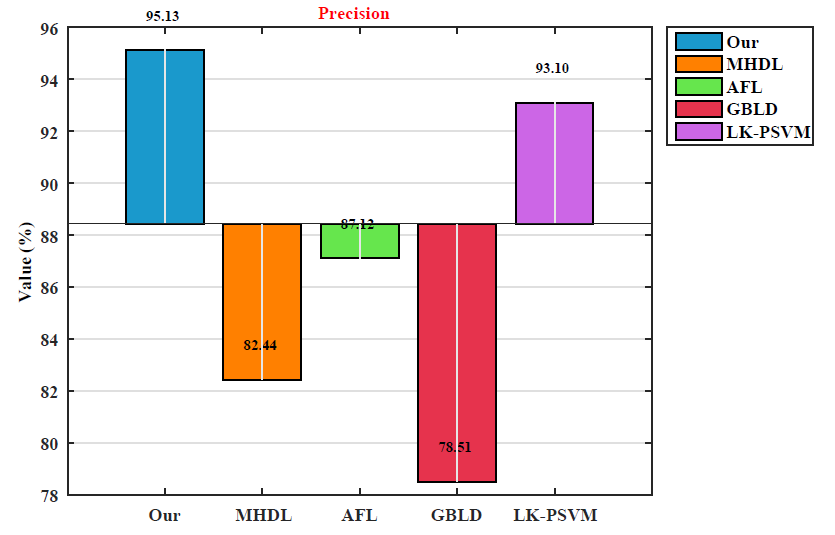 Precision
95.13
82.44
87.12
78.51
93.10
Value (%)
96
94
92
90
88
86
84
82
80
78
Our
MHDL
AFL
GBLD
LK-PSVM
Our
MHDL
AFL
GBLD
LK-PSVM